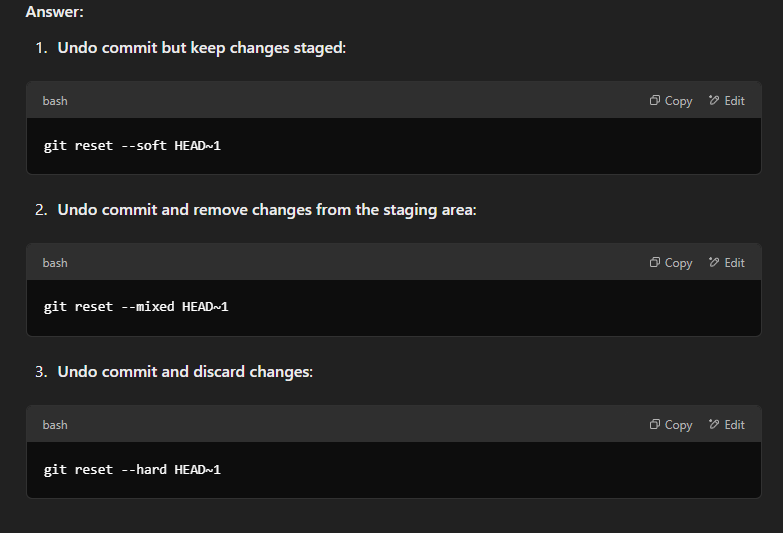 Answer:
1. Undo commit but keep changes staged:
bash Copy Edit
git reset --soft HEAD~1
2. Undo commit and remove changes from the staging area:
bash Copy Edit
git reset --mixed HEAD~1
3. Undo commit and discard changes:
bash Copy Edit
git reset --hard HEAD~1